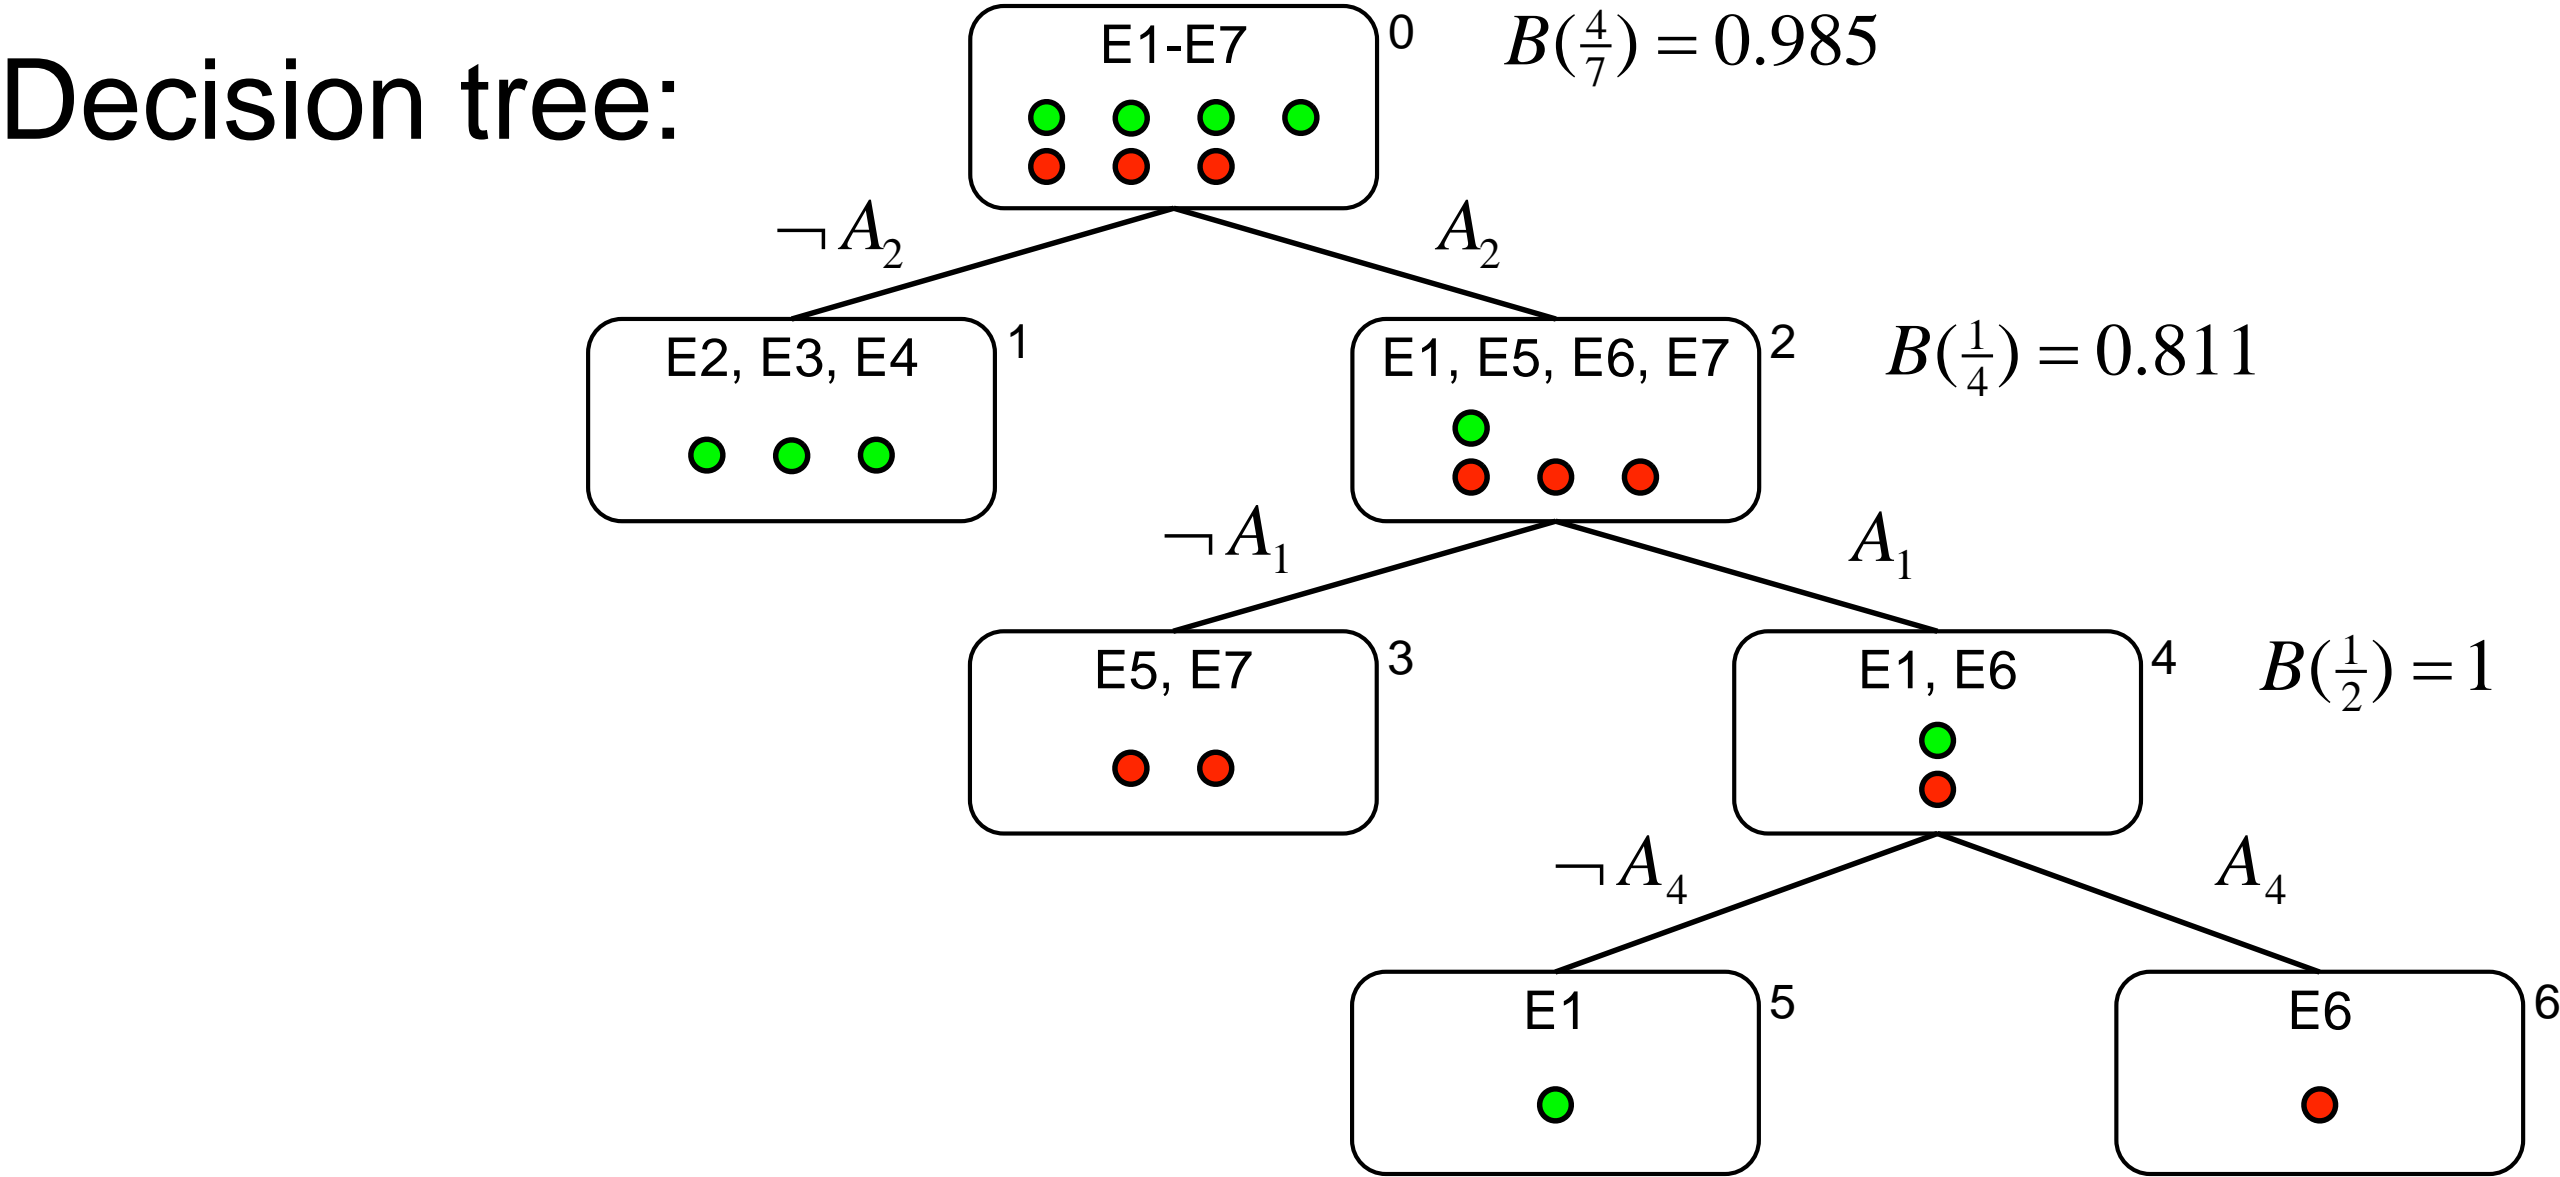 Decision tree:
E1-E7
0
B(4/7) = 0.985
¬ A₂
A₂
E2, E3, E4
1
E1, E5, E6, E7
2
B(1/4) = 0.811
¬ A₁
A₁
E5, E7
3
E1, E6
4
B(1/2) = 1
¬ A₄
A₄
E1
5
E6
6